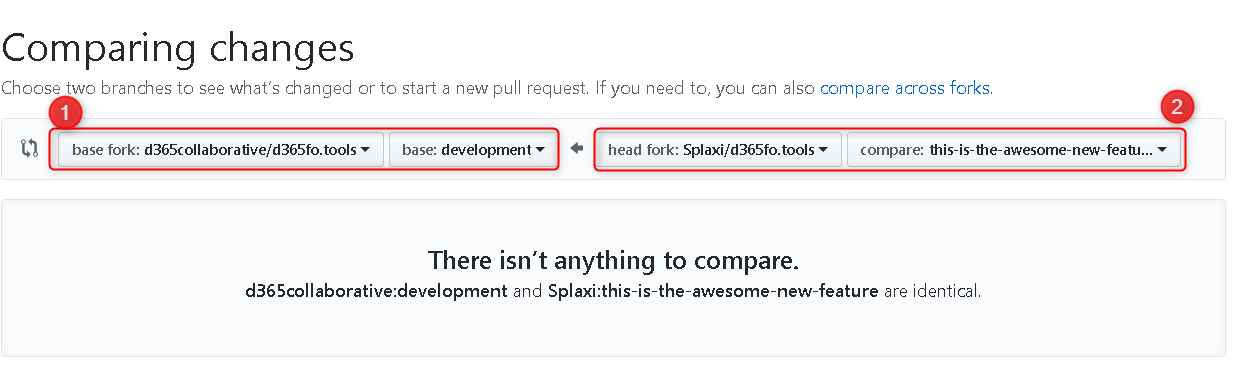 Comparing changes
Choose two branches to see what's changed or to start a new pull request. If you need to, you can also compare across forks.
1 2
base fork: d365collaborative/d365fo.tools base: development head fork: Splaxi/d365fo.tools compare: this-is-the-awesome-new-featu...
There isn't anything to compare.
d365collaborative:development and Splaxi:this-is-the-awesome-new-feature are identical.